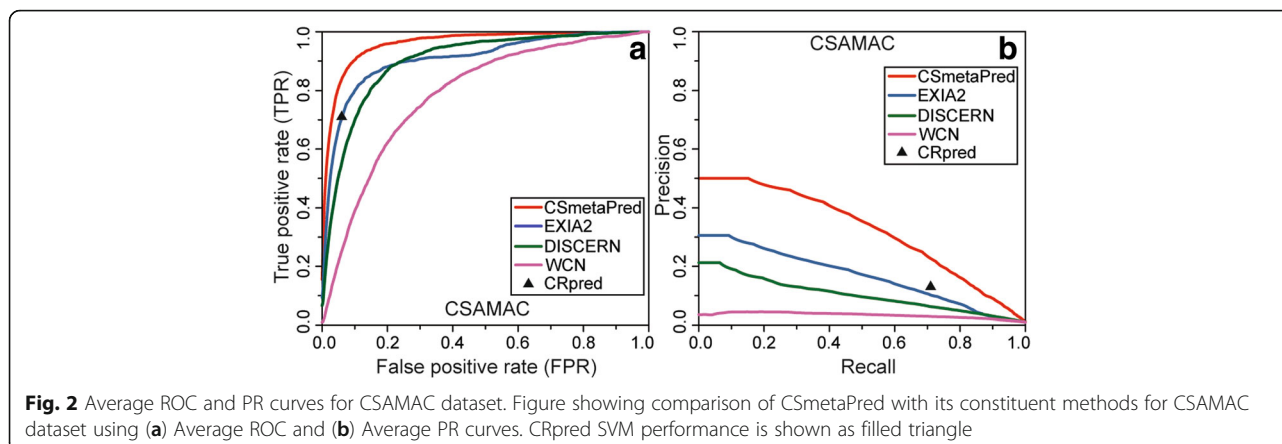 a
True positive rate (TPR)
1.0
0.8
0.6
0.4
0.2
0.0
CSmetaPred
EXIA2
DISCERN
WCN
CRpred
CSAMAC
0.0 0.2 0.4 0.6 0.8 1.0
False positive rate (FPR)
b
CSAMAC
Precision
1.0
0.8
0.6
0.4
0.2
0.0
CSmetaPred
EXIA2
DISCERN
WCN
CRpred
0.0 0.2 0.4 0.6 0.8 1.0
Recall
Fig. 2 Average ROC and PR curves for CSAMAC dataset. Figure showing comparison of CSmetaPred with its constituent methods for CSAMAC
dataset using (a) Average ROC and (b) Average PR curves. CRpred SVM performance is shown as filled triangle